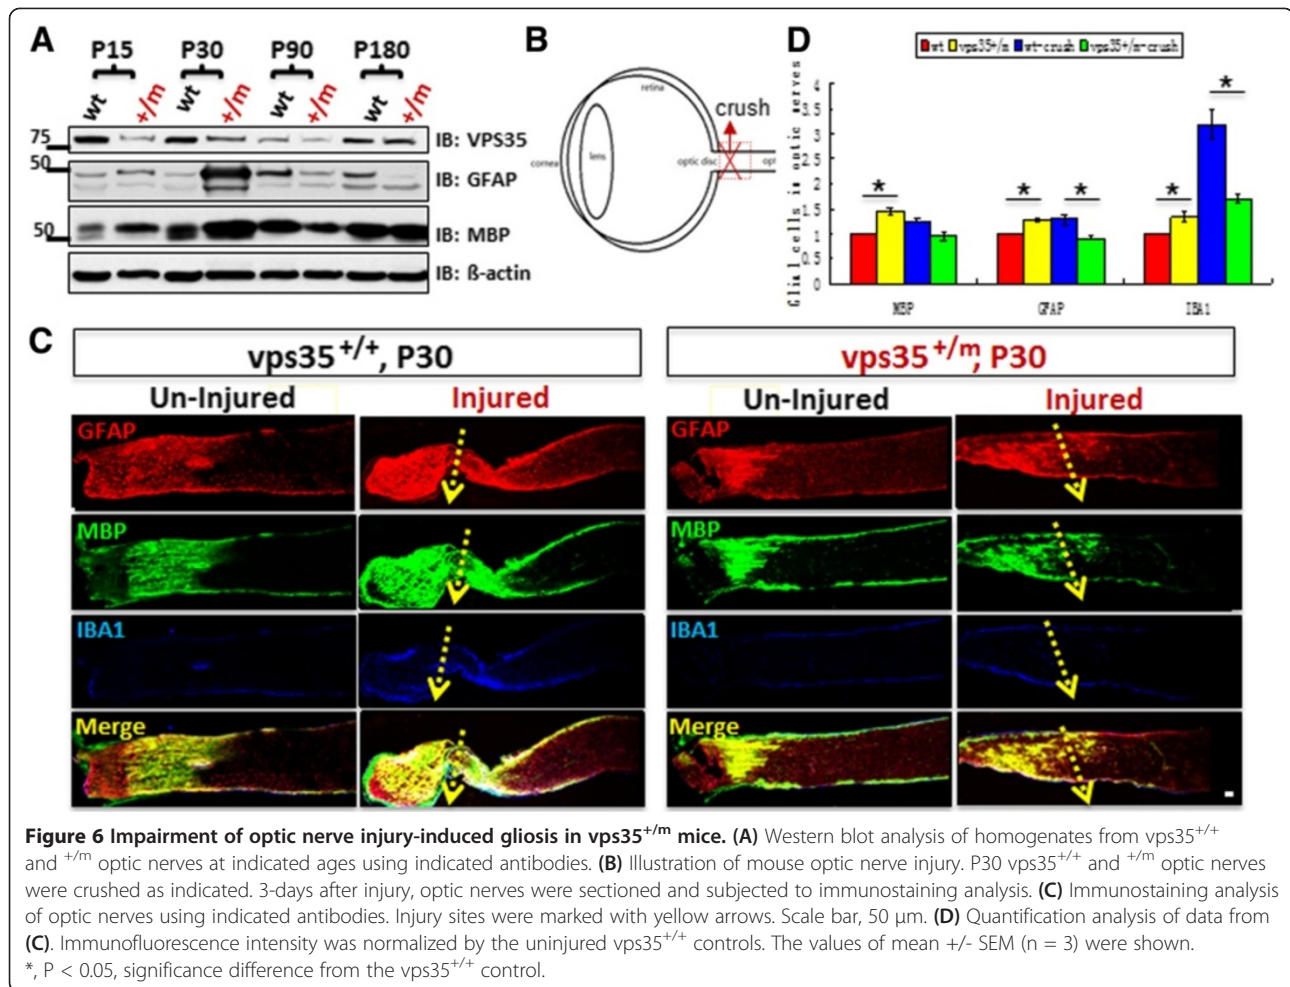 A
P15 P30 P90 P180
wt +/m wt +/m wt +/m wt +/m
75
IB: VPS35
50
IB: GFAP
50
IB: MBP
IB: ß-actin
B
retina
crush
cornea
lens
optic disc
opt
D
wt vps35+/m wt-crush vps35+/m-crush
Glial cells in optic nerves
4
3.5
3
2.5
2
1.5
1
0.5
0
* * * * *
MBP GFAP IBA1
C
vps35+/+, P30
Un-Injured Injured
GFAP
MBP
IBA1
Merge
vps35+/m, P30
Un-Injured Injured
GFAP
MBP
IBA1
Merge
Figure 6 Impairment of optic nerve injury-induced gliosis in vps35+/m mice. (A) Western blot analysis of homogenates from vps35+/+
and +/m optic nerves at indicated ages using indicated antibodies. (B) Illustration of mouse optic nerve injury. P30 vps35+/+ and +/m optic nerves
were crushed as indicated. 3-days after injury, optic nerves were sectioned and subjected to immunostaining analysis. (C) Immunostaining analysis
of optic nerves using indicated antibodies. Injury sites were marked with yellow arrows. Scale bar, 50 μm. (D) Quantification analysis of data from
(C). Immunofluorescence intensity was normalized by the uninjured vps35+/+ controls. The values of mean +/- SEM (n = 3) were shown.
*, P < 0.05, significance difference from the vps35+/+ control.